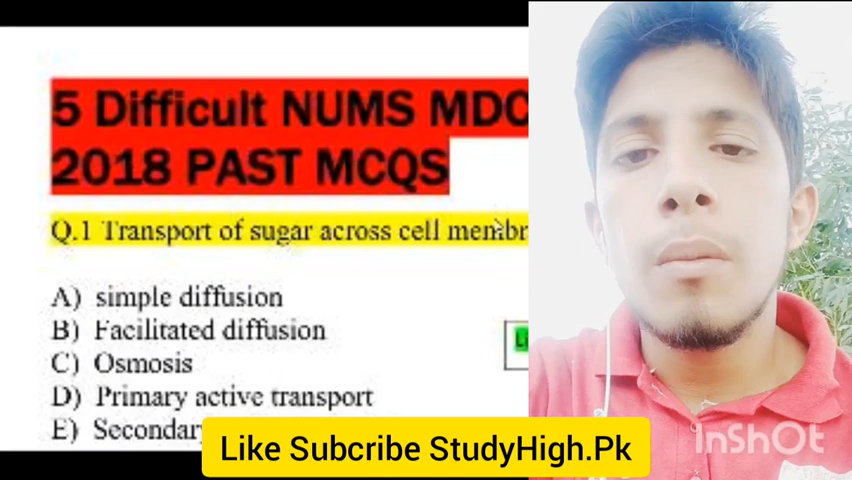 5 Difficult NUMS MDC
2018 PAST MCQS
Q.1 Transport of sugar across cell membr
A) simple diffusion
B) Facilitated diffusion
C) Osmosis
D) Primary active transport
E) Secondary
Like Subcribe StudyHigh.Pk
InShOt